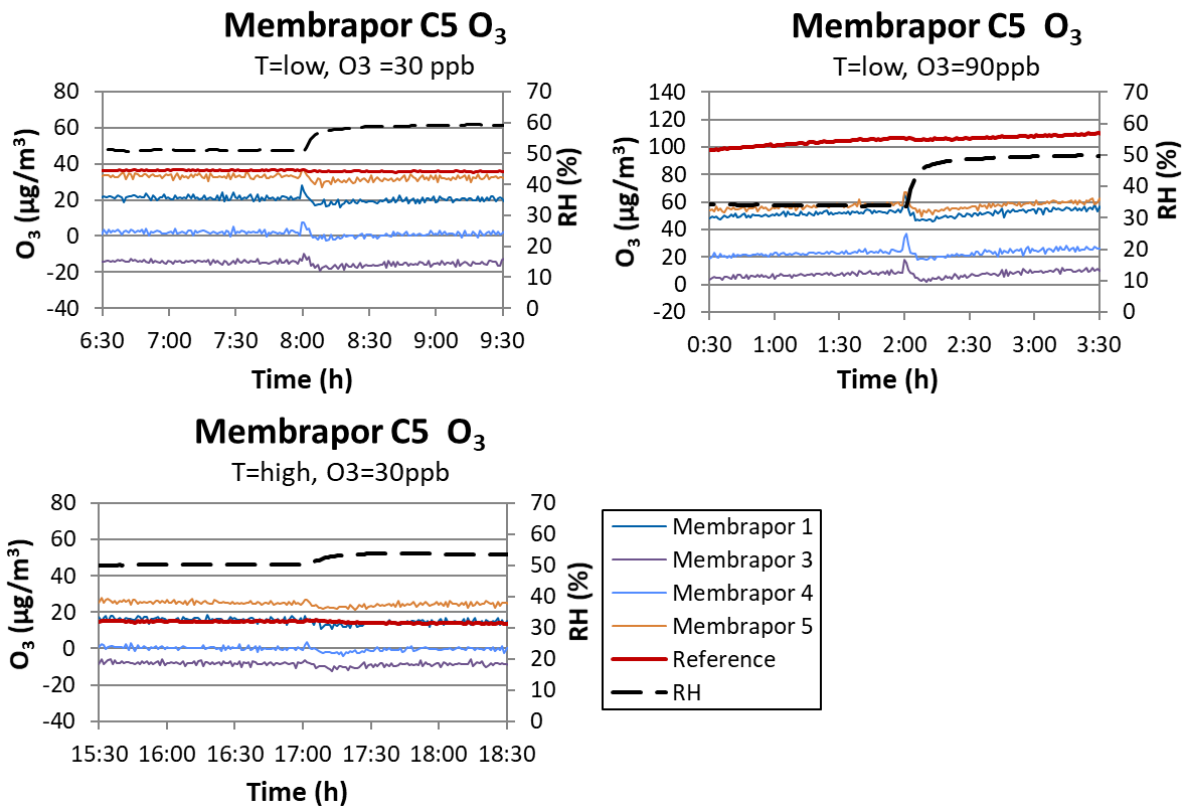 Membrapor C5 O₃
T=low, O3 =30 ppb
80
60
40
20
0
-20
-40
70
60
50
40
30
20
10
0
O₃ (µg/m³)
RH (%)
6:30 7:00 7:30 8:00 8:30 9:00 9:30
Time (h)
Membrapor C5 O₃
T=low, O3=90ppb
140
120
100
80
60
40
20
0
-20
70
60
50
40
30
20
10
0
O₃ (µg/m³)
RH (%)
0:30 1:00 1:30 2:00 2:30 3:00 3:30
Time (h)
Membrapor C5 O₃
T=high, O3=30ppb
80
60
40
20
0
-20
-40
70
60
50
40
30
20
10
0
O₃ (µg/m³)
RH (%)
15:30 16:00 16:30 17:00 17:30 18:00 18:30
Time (h)
Membrapor 1
Membrapor 3
Membrapor 4
Membrapor 5
Reference
RH